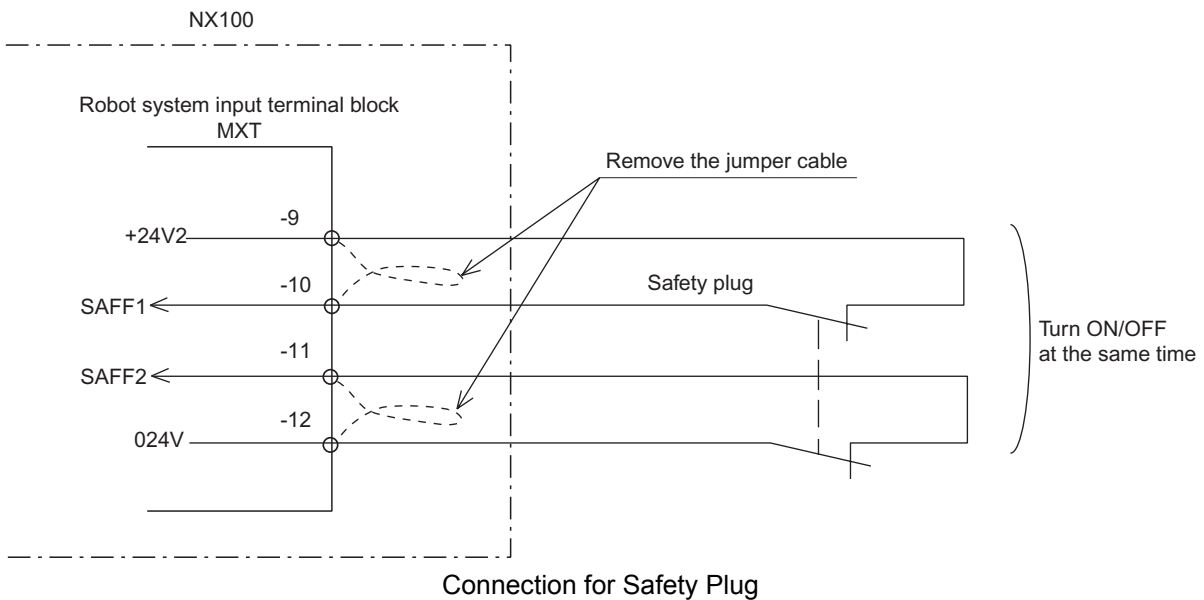 NX100
Robot system input terminal block
MXT
Remove the jumper cable
-9
+24V2
-10
Safety plug
SAFF1
Turn ON/OFF
at the same time
-11
SAFF2
-12
024V
Connection for Safety Plug